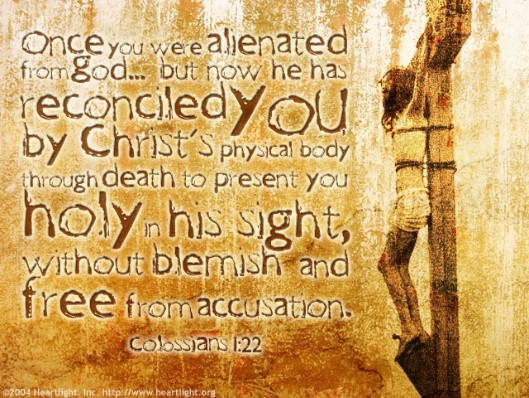 Once you were alienated
from god... but now he has
reconciled you
by Christ's physical body
through death to present you
holy in his sight,
without blemish and
free from accusation.
Colossians 1:22
©2004 Heartlight, Inc. http://www.heartlight.org